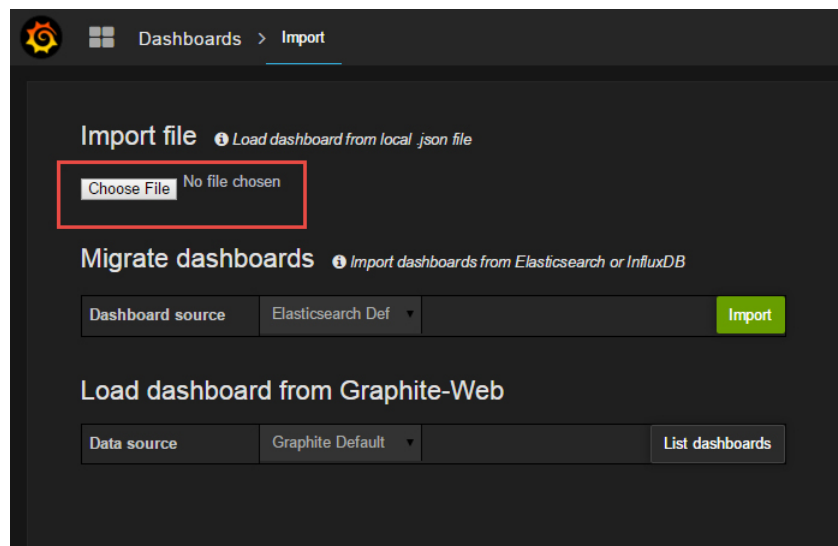 Dashboards > Import
Import file Load dashboard from local .json file
Choose File No file chosen
Migrate dashboards Import dashboards from Elasticsearch or InfluxDB
Dashboard source Elasticsearch Def Import
Load dashboard from Graphite-Web
Data source Graphite Default List dashboards